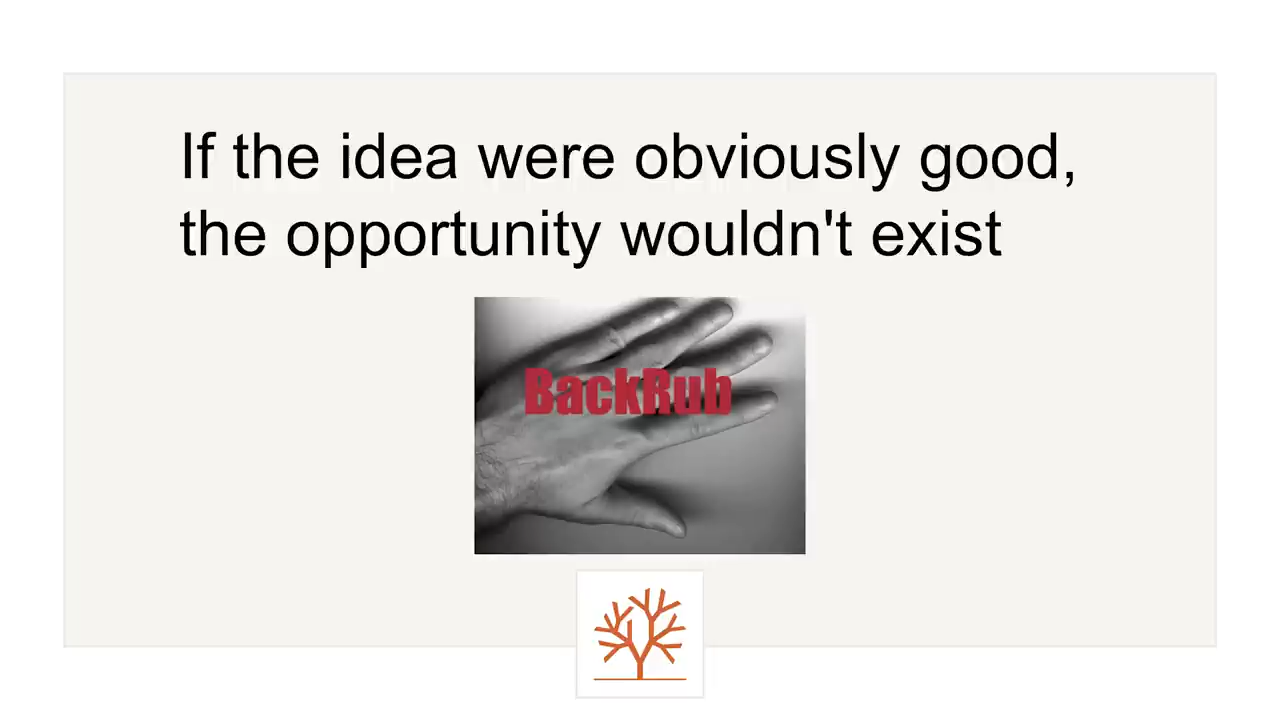 If the idea were obviously good,
the opportunity wouldn't exist
BackRub